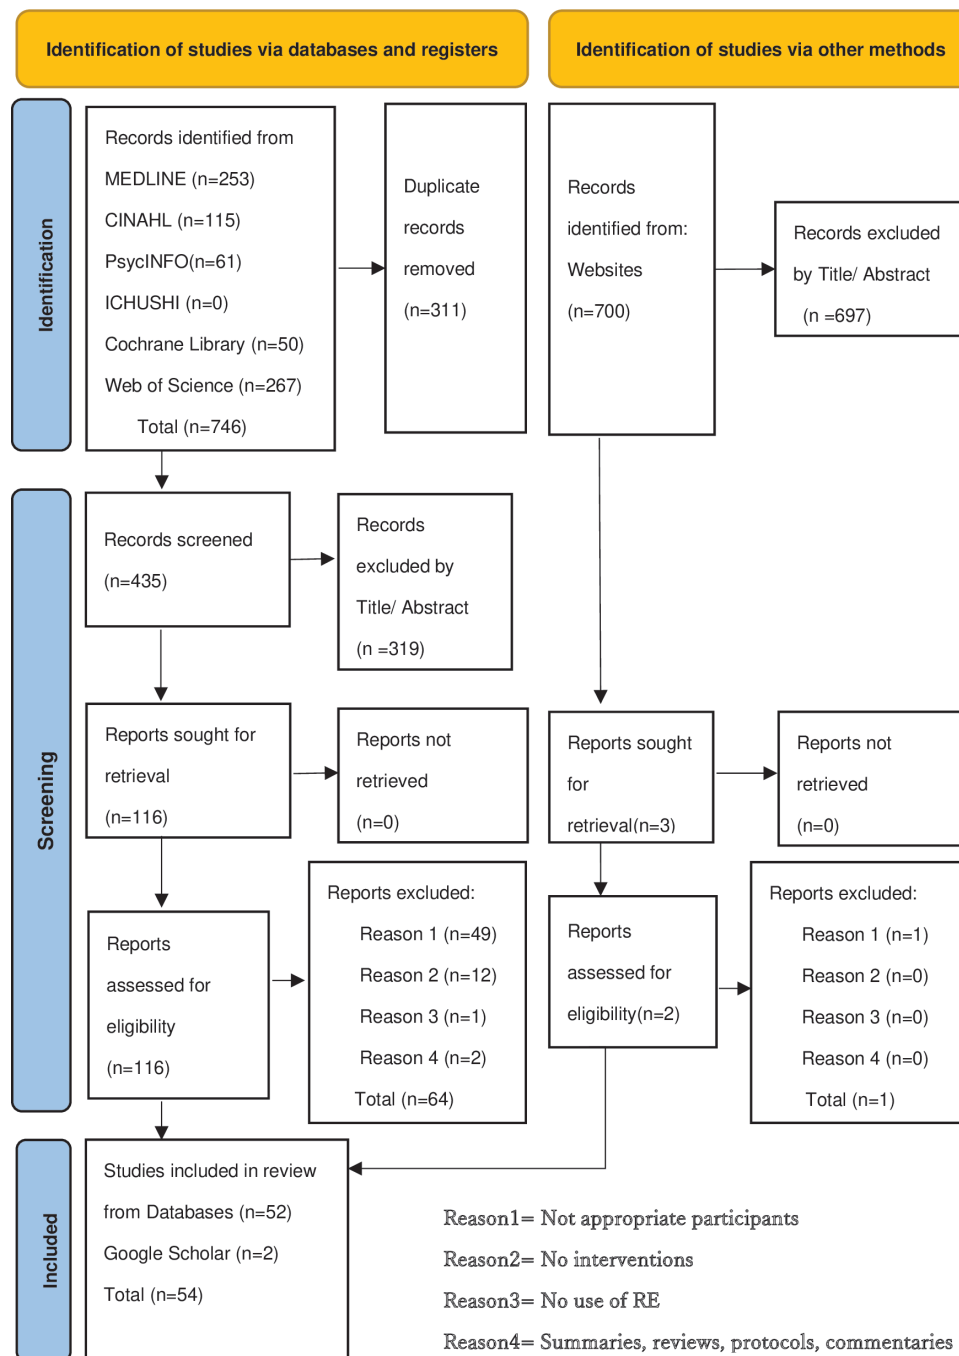 Identification of studies via databases and registers
Identification of studies via other methods
Identification
Records identified from
MEDLINE (n=253)
CINAHL (n=115)
PsycINFO(n=61)
ICHUSHI (n=0)
Cochrane Library (n=50)
Web of Science (n=267)
Total (n=746)
Duplicate
records
removed
(n=311)
Records
identified from:
Websites
(n=700)
Records excluded
by Title/ Abstract
(n =697)
Screening
Records screened
(n=435)
Records
excluded by
Title/ Abstract
(n =319)
Reports sought for
retrieval
(n=116)
Reports not
retrieved
(n=0)
Reports sought
for
retrieval(n=3)
Reports not
retrieved
(n=0)
Reports
assessed for
eligibility
(n=116)
Reports excluded:
Reason 1 (n=49)
Reason 2 (n=12)
Reason 3 (n=1)
Reason 4 (n=2)
Total (n=64)
Reports
assessed for
eligibility(n=2)
Reports excluded:
Reason 1 (n=1)
Reason 2 (n=0)
Reason 3 (n=0)
Reason 4 (n=0)
Total (n=1)
Included
Studies included in review
from Databases (n=52)
Google Scholar (n=2)
Total (n=54)
Reason1= Not appropriate participants
Reason2= No interventions
Reason3= No use of RE
Reason4= Summaries, reviews, protocols, commentaries